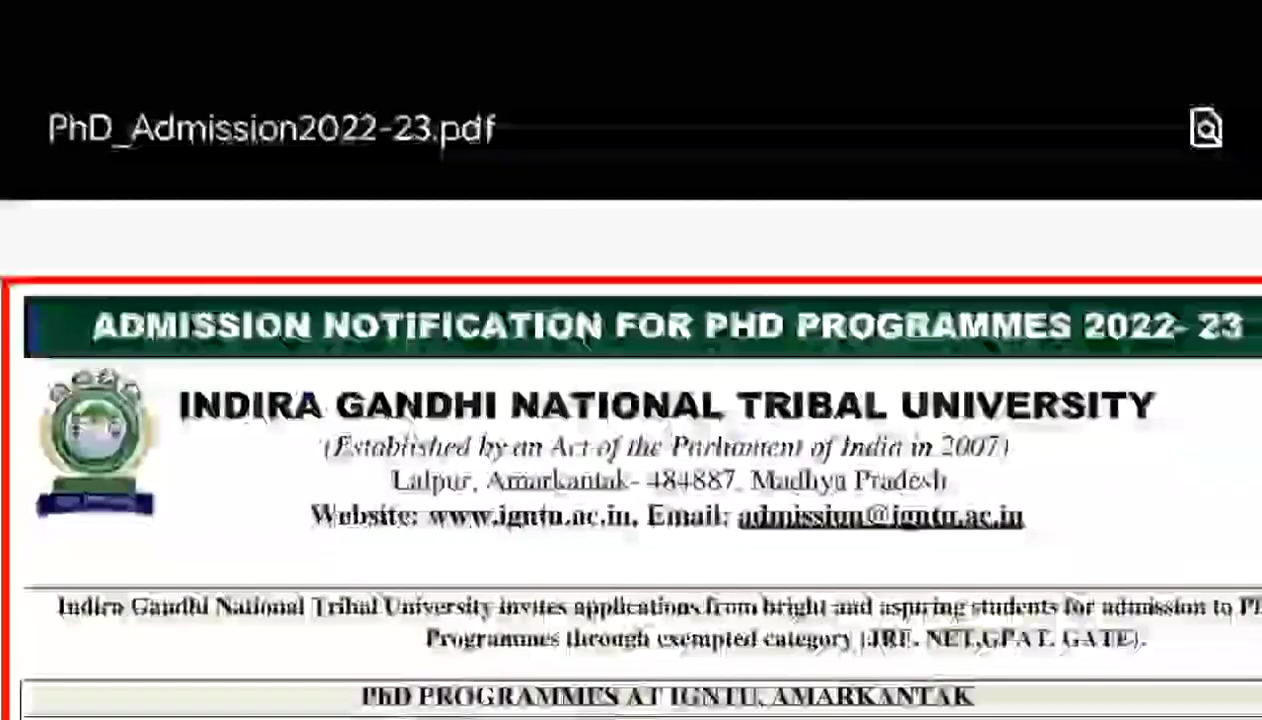 PhD_Admission2022-23.pdf
ADMISSION NOTIFICATION FOR PHD PROGRAMMES 2022- 23
INDIRA GANDHI NATIONAL TRIBAL UNIVERSITY
(Established by an Act of the Parliament of India in 2007)
Lalpur, Amarkantak- 484887, Madhya Pradesh
Website: www.igntu.ac.in, Email: admission@igntu.ac.in
Indira Gandhi National Tribal University invites applications from bright and aspiring students for admission to
Programmes through exempted category (JRF, NET,GPAT, GATE).
PhD PROGRAMMES AT IGNTU, AMARKANTAK